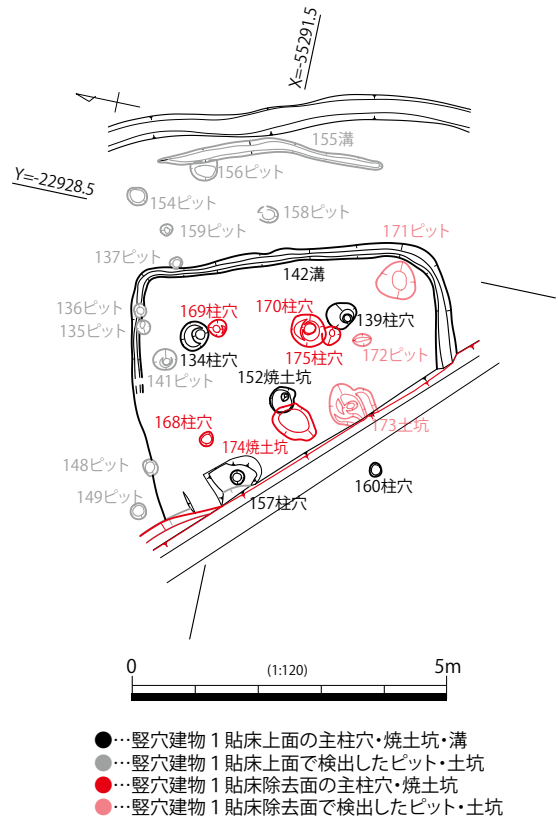 X=-55291.5
Y=-22928.5
155溝
156ピット
154ピット
158ピット
159ピット
171ピット
137ピット
142溝
136ピット
169柱穴
170柱穴
139柱穴
135ピット
134柱穴
175柱穴
172ピット
141ピット
152焼土坑
168柱穴
174焼土坑
173土坑
148ピット
160柱穴
149ピット
157柱穴
0 (1:120) 5m
●…竪穴建物1貼床上面の主柱穴・焼土坑・溝
●…竪穴建物1貼床上面で検出したピット・土坑
●…竪穴建物1貼床除去面の主柱穴・焼土坑
●…竪穴建物1貼床除去面で検出したピット・土坑